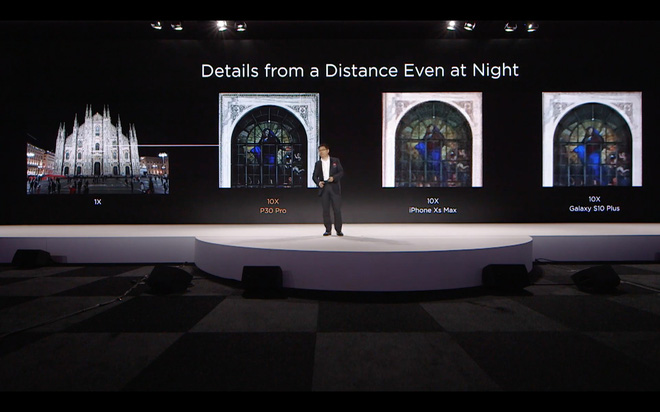 Details from a Distance Even at Night
1X
10X
P30 Pro
10X
iPhone Xs Max
10X
Galaxy S10 Plus